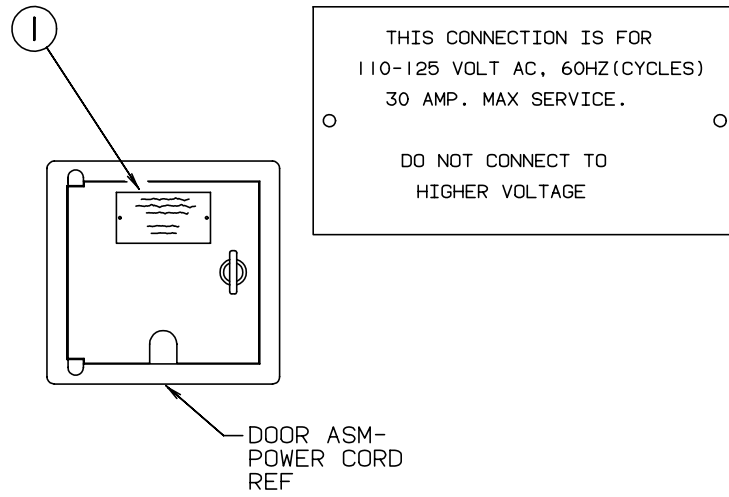 1
THIS CONNECTION IS FOR
110-125 VOLT AC, 60HZ(CYCLES)
30 AMP. MAX SERVICE.
DO NOT CONNECT TO
HIGHER VOLTAGE
DOOR ASM-
POWER CORD
REF